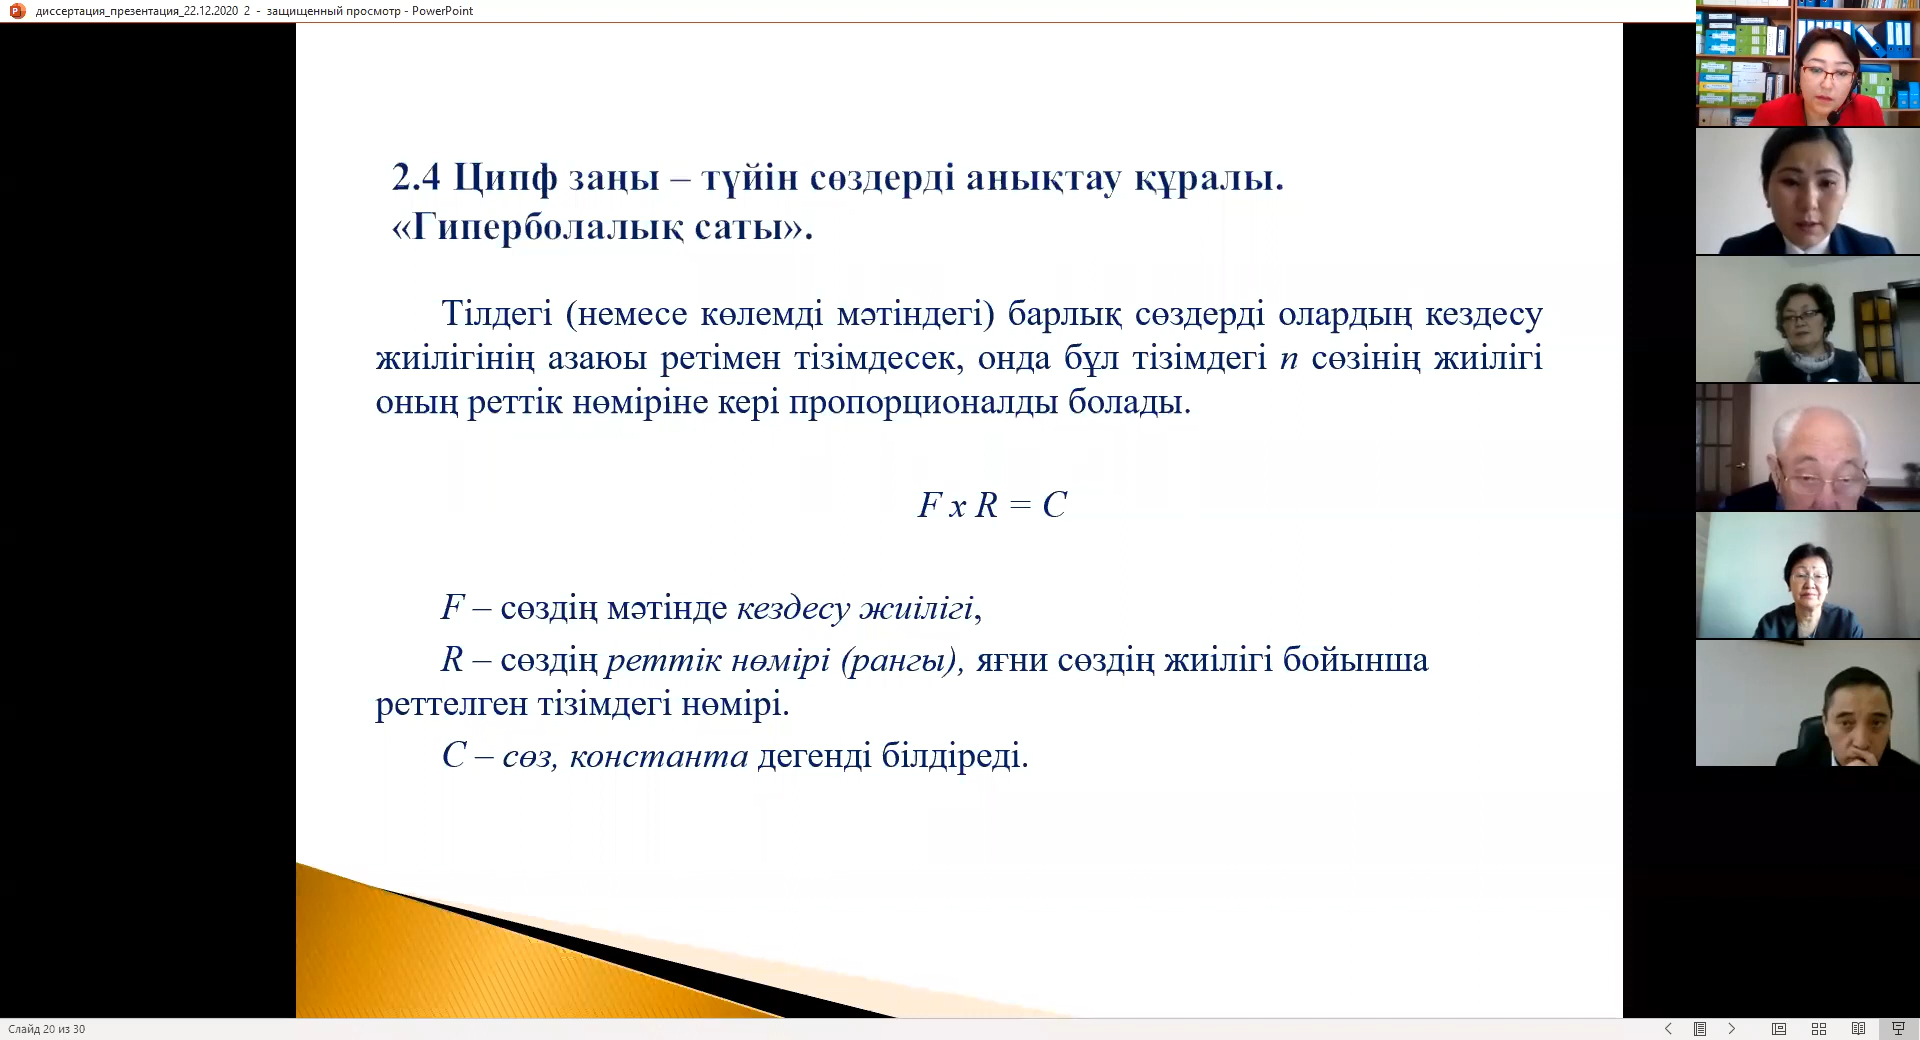 диссертация_презентация_22.12.2020 2 - защищенный просмотр - PowerPoint
2.4 Ципф заңы – түйін сөздерді анықтау құралы.
«Гиперболалық саты».
Тілдегі (немесе көлемді мәтіндегі) барлық сөздерді олардың кездесу
жиілігінің азаюы ретімен тізімдесек, онда бұл тізімдегі n сөзінің жиілігі
оның реттік нөміріне кері пропорционалды болады.
F x R = C
F – сөздің мәтінде кездесу жиілігі,
R – сөздің реттік нөмірі (рангы), яғни сөздің жиілігі бойынша
реттелген тізімдегі нөмірі.
C – сөз, константа дегенді білдіреді.
Слайд 20 из 30